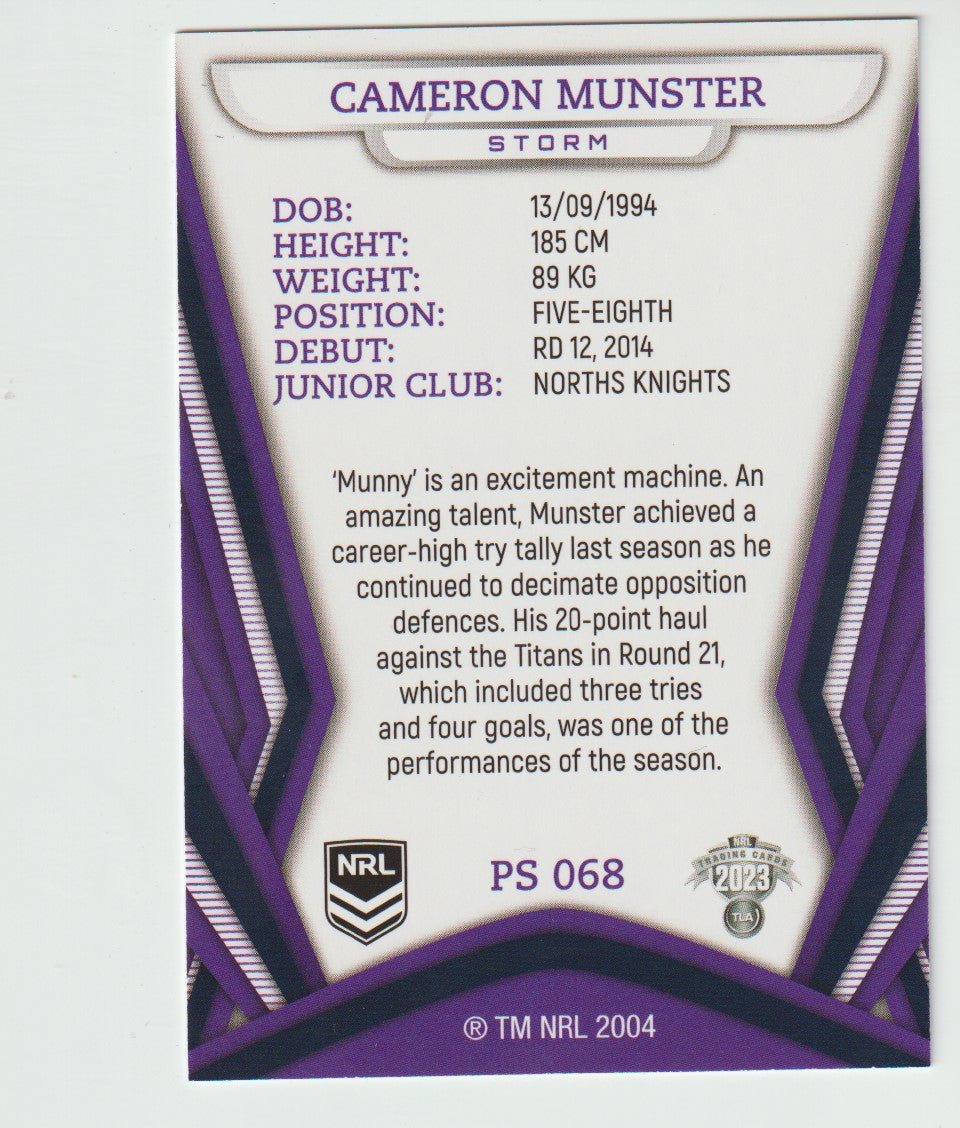 CAMERON MUNSTER
STORM
DOB: 13/09/1994
HEIGHT: 185 CM
WEIGHT: 89 KG
POSITION: FIVE-EIGHTH
DEBUT: RD 12, 2014
JUNIOR CLUB: NORTHS KNIGHTS
'Munny' is an excitement machine. An
amazing talent, Munster achieved a
career-high try tally last season as he
continued to decimate opposition
defences. His 20-point haul
against the Titans in Round 21,
which included three tries
and four goals, was one of the
performances of the season.
NRL
PS 068
NRL
TRADING CARDS
2023
TLA
® TM NRL 2004